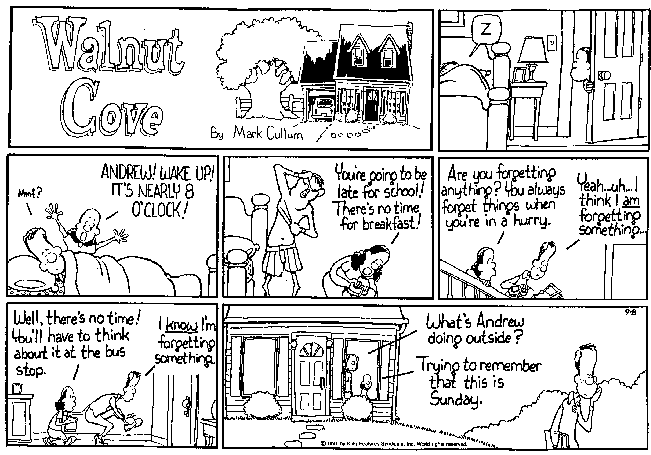 Walnut
Cove
By Mark Cullum
Z
Mmf?
ANDREW! WAKE UP!
IT'S NEARLY 8
O'CLOCK!
You're going to be
late for school!
There's no time
for breakfast!
Are you forgetting
anything? You always
forget things when
you're in a hurry.
Yeah...uh...I
think I am
forgetting
something...
Well, there's no time!
You'll have to think
about it at the bus
stop.
I know I'm
forgetting
something.
What's Andrew
doing outside?
Trying to remember
that this is
Sunday.
9-8
by King Features Syndicate, Inc. World rights reserved.